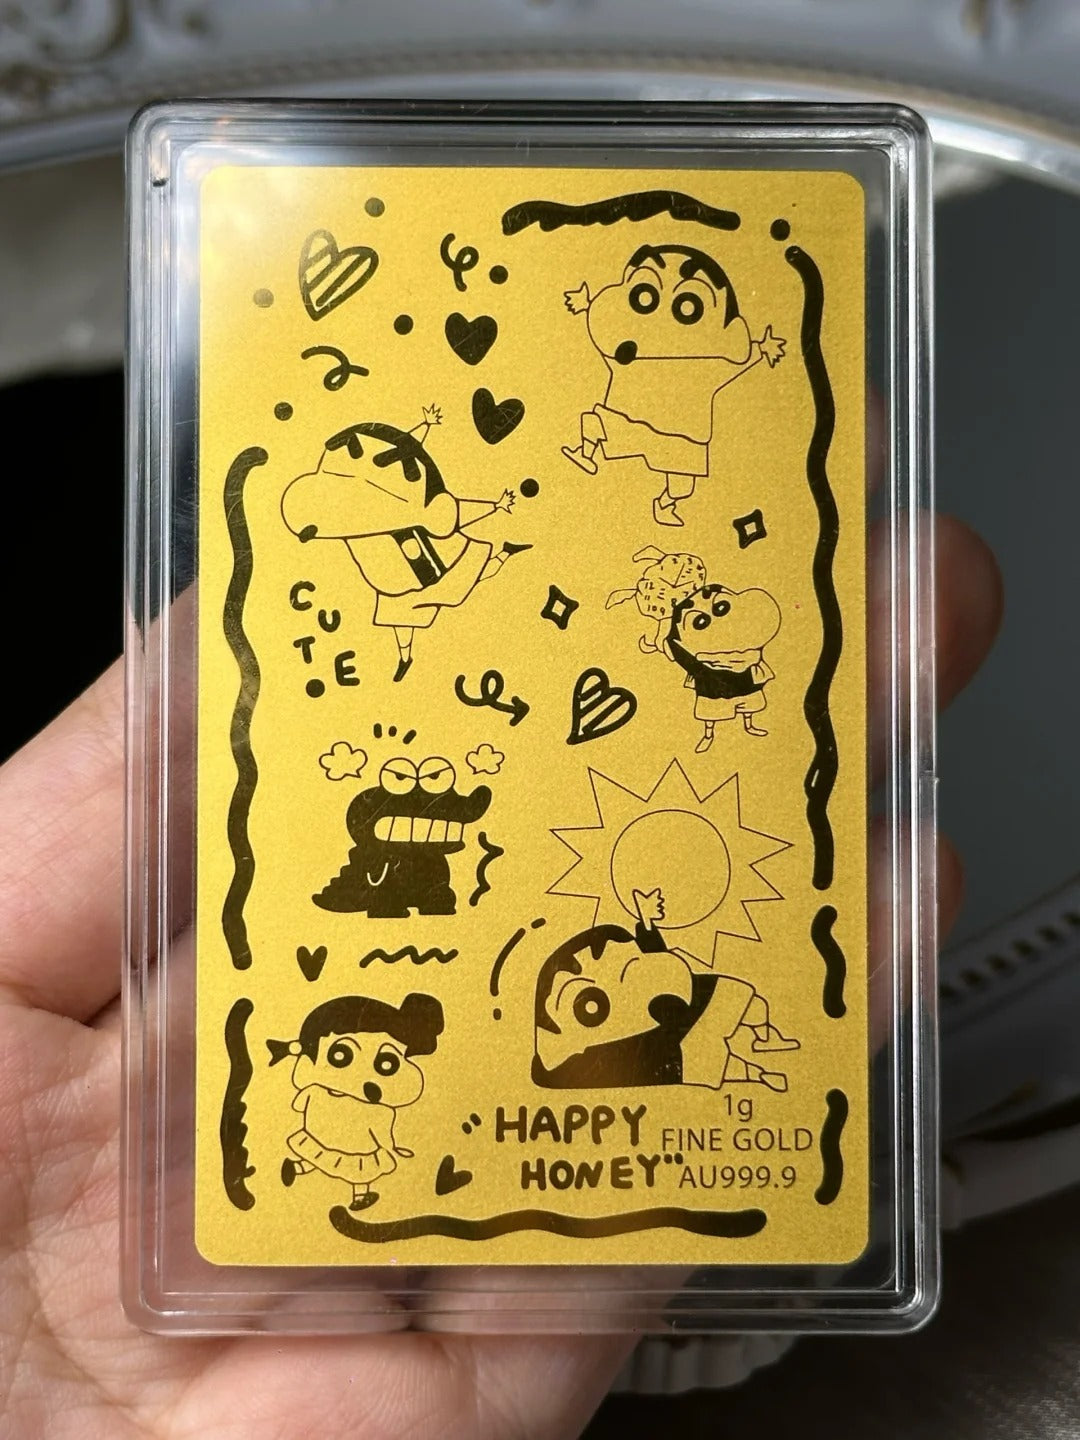 CUTE
"HAPPY
HONEY"
1g
FINE GOLD
AU999.9